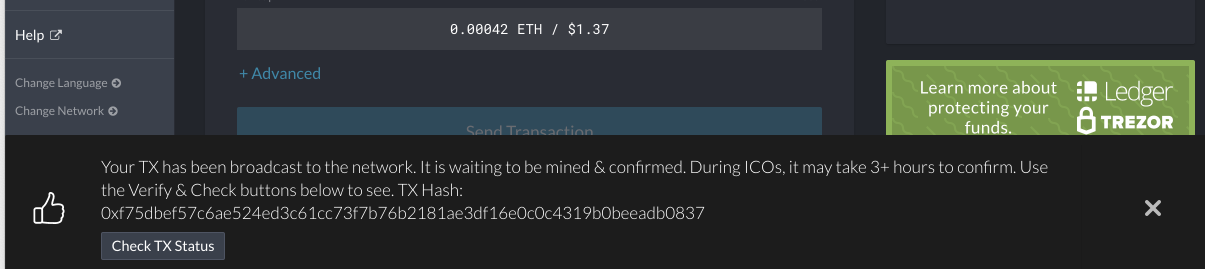 0.00042 ETH / $1.37
Help
+ Advanced
Change Language
Change Network
Send Transaction
Learn more about
protecting your
funds.
Ledger
TREZOR
Your TX has been broadcast to the network. It is waiting to be mined & confirmed. During ICOs, it may take 3+ hours to confirm. Use
the Verify & Check buttons below to see. TX Hash:
0xf75dbef57c6ae524ed3c61cc73f7b76b2181ae3df16e0c0c4319b0beeadb0837
Check TX Status